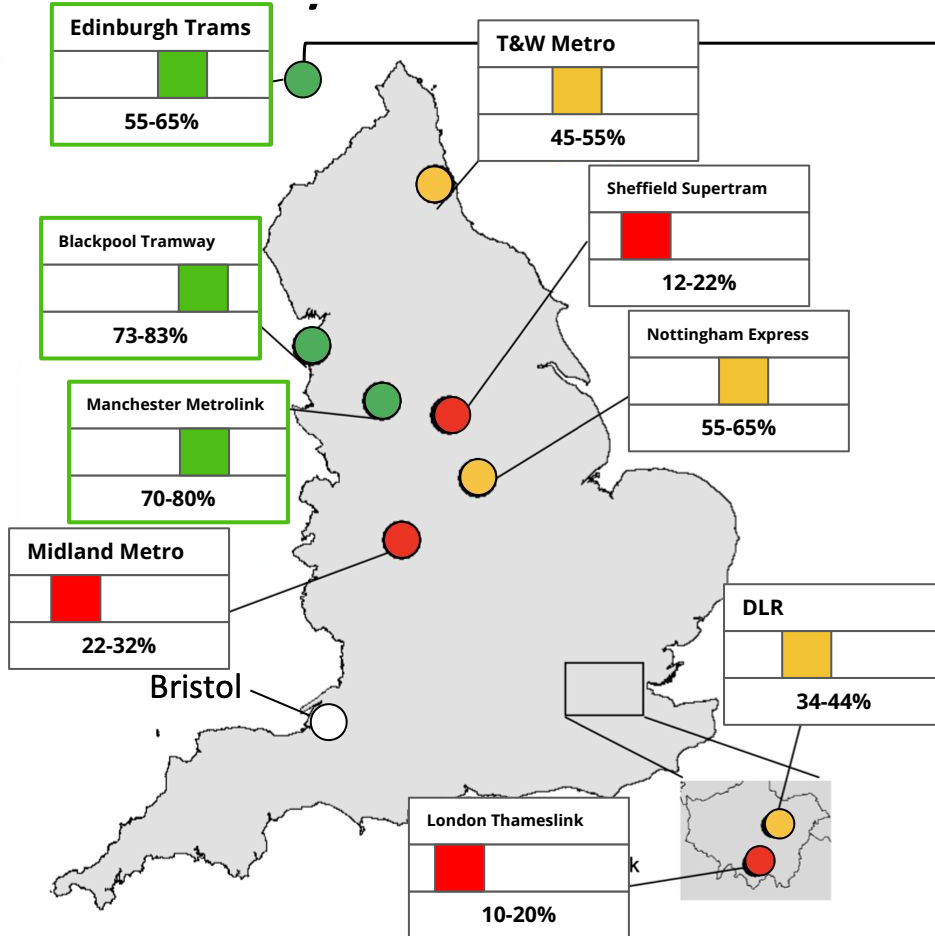 Edinburgh Trams
55-65%
T&W Metro
45-55%
Sheffield Supertram
12-22%
Blackpool Tramway
73-83%
Nottingham Express
55-65%
Manchester Metrolink
70-80%
Midland Metro
22-32%
DLR
34-44%
Bristol
London Thameslink
k
10-20%